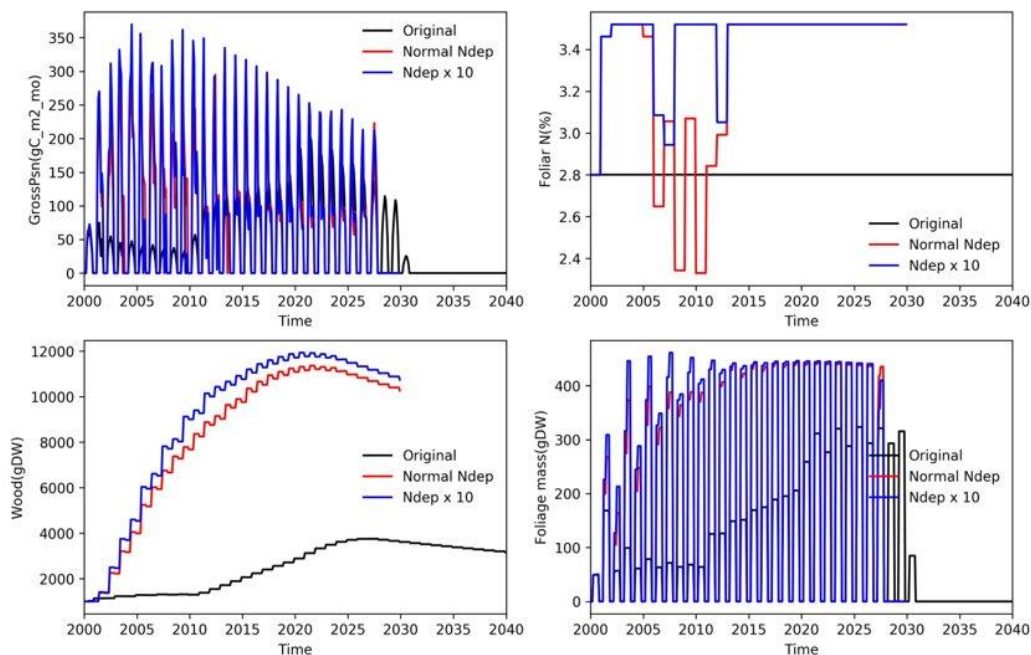 350
300
250
200
150
100
50
0
GrossPsn(gC_m2_mo)
Original
Normal Ndep
Ndep x 10
2000 2005 2010 2015 2020 2025 2030 2035 2040
Time
3.4
3.2
3.0
2.8
2.6
2.4
Foliar N(%)
Original
Normal Ndep
Ndep x 10
2000 2005 2010 2015 2020 2025 2030 2035 2040
Time
12000
10000
8000
6000
4000
2000
Wood(gDW)
Original
Normal Ndep
Ndep x 10
2000 2005 2010 2015 2020 2025 2030 2035 2040
Time
400
300
200
100
0
Foliage mass(gDW)
Original
Normal Ndep
Ndep x 10
2000 2005 2010 2015 2020 2025 2030 2035 2040
Time